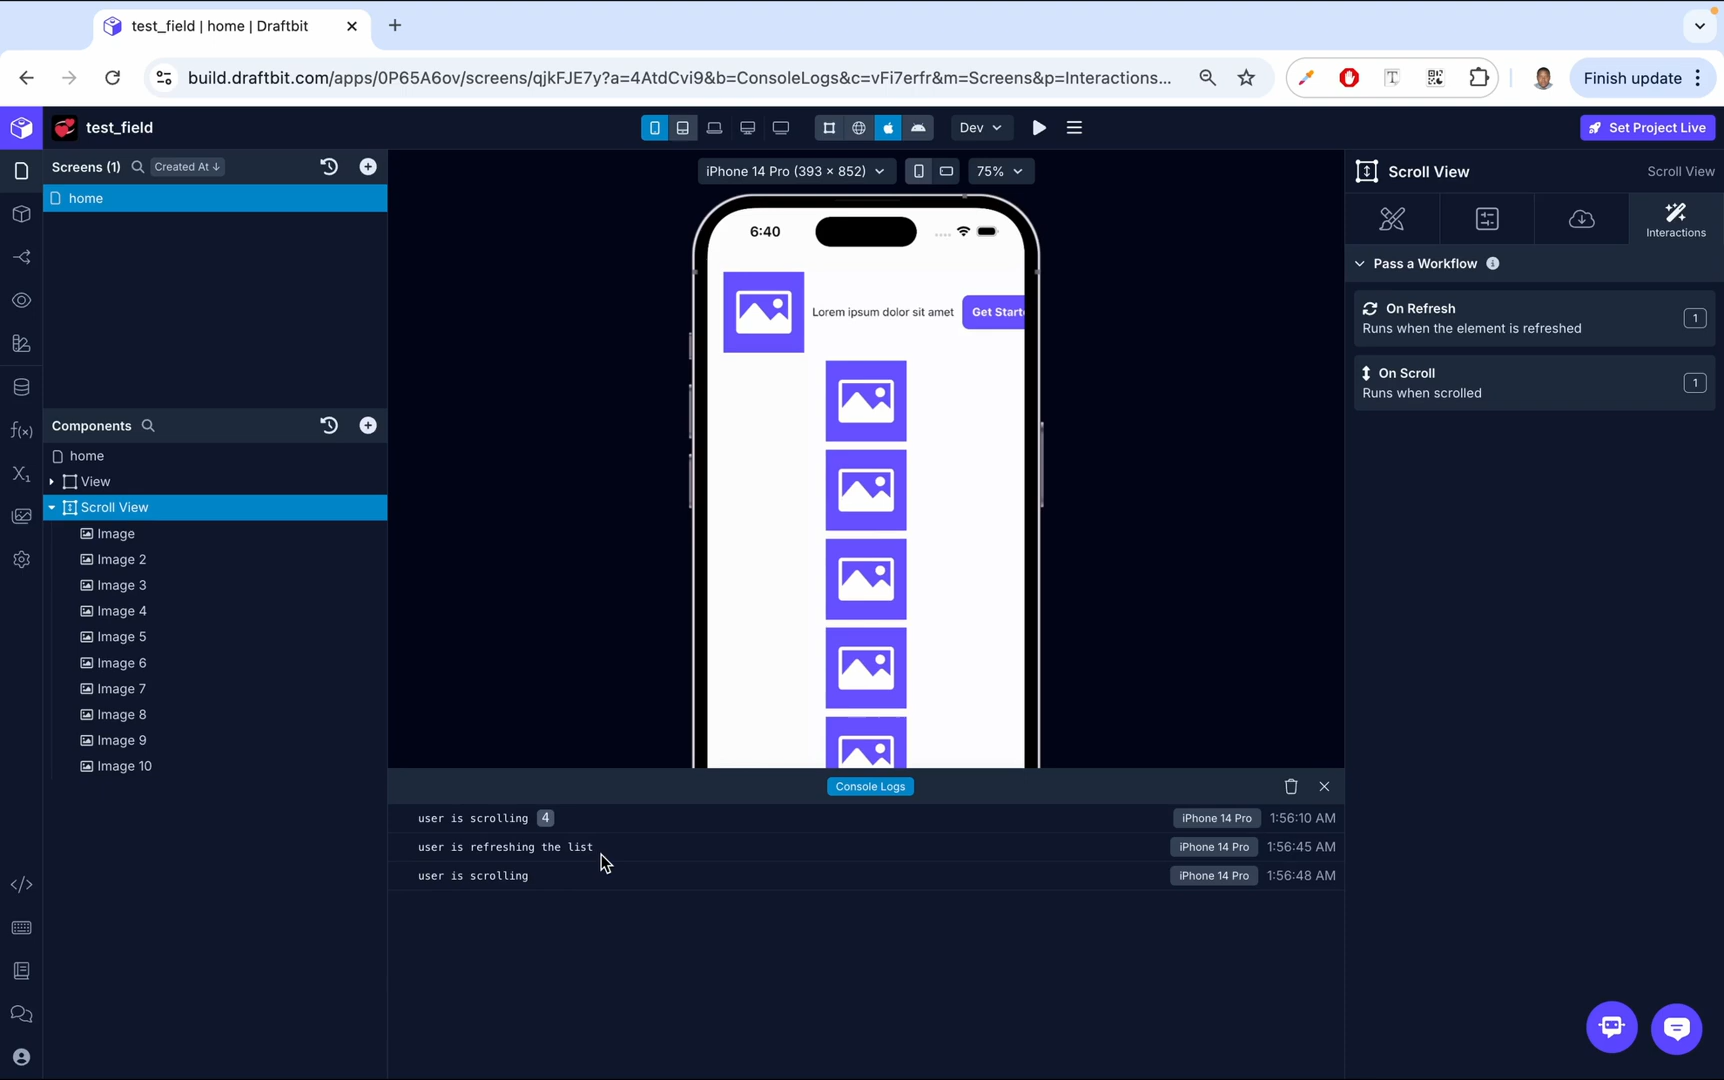 test_field | home | Draftbit
build.draftbit.com/apps/0P65A6ov/screens/qjkFJE7y?a=4AtdCvi9&b=ConsoleLogs&c=vFi7erfr&m=Screens&p=Interactions...
Finish update
test_field
Dev
Set Project Live
Screens (1)
Created At ↓
home
iPhone 14 Pro (393 × 852)
75%
Scroll View
Scroll View
Interactions
Pass a Workflow
On Refresh
Runs when the element is refreshed
1
On Scroll
Runs when scrolled
1
6:40
Lorem ipsum dolor sit amet
Get Starte
Components
home
View
Scroll View
Image
Image 2
Image 3
Image 4
Image 5
Image 6
Image 7
Image 8
Image 9
Image 10
f(x)
X₁
Console Logs
user is scrolling 4 iPhone 14 Pro 1:56:10 AM
user is refreshing the list iPhone 14 Pro 1:56:45 AM
user is scrolling iPhone 14 Pro 1:56:48 AM